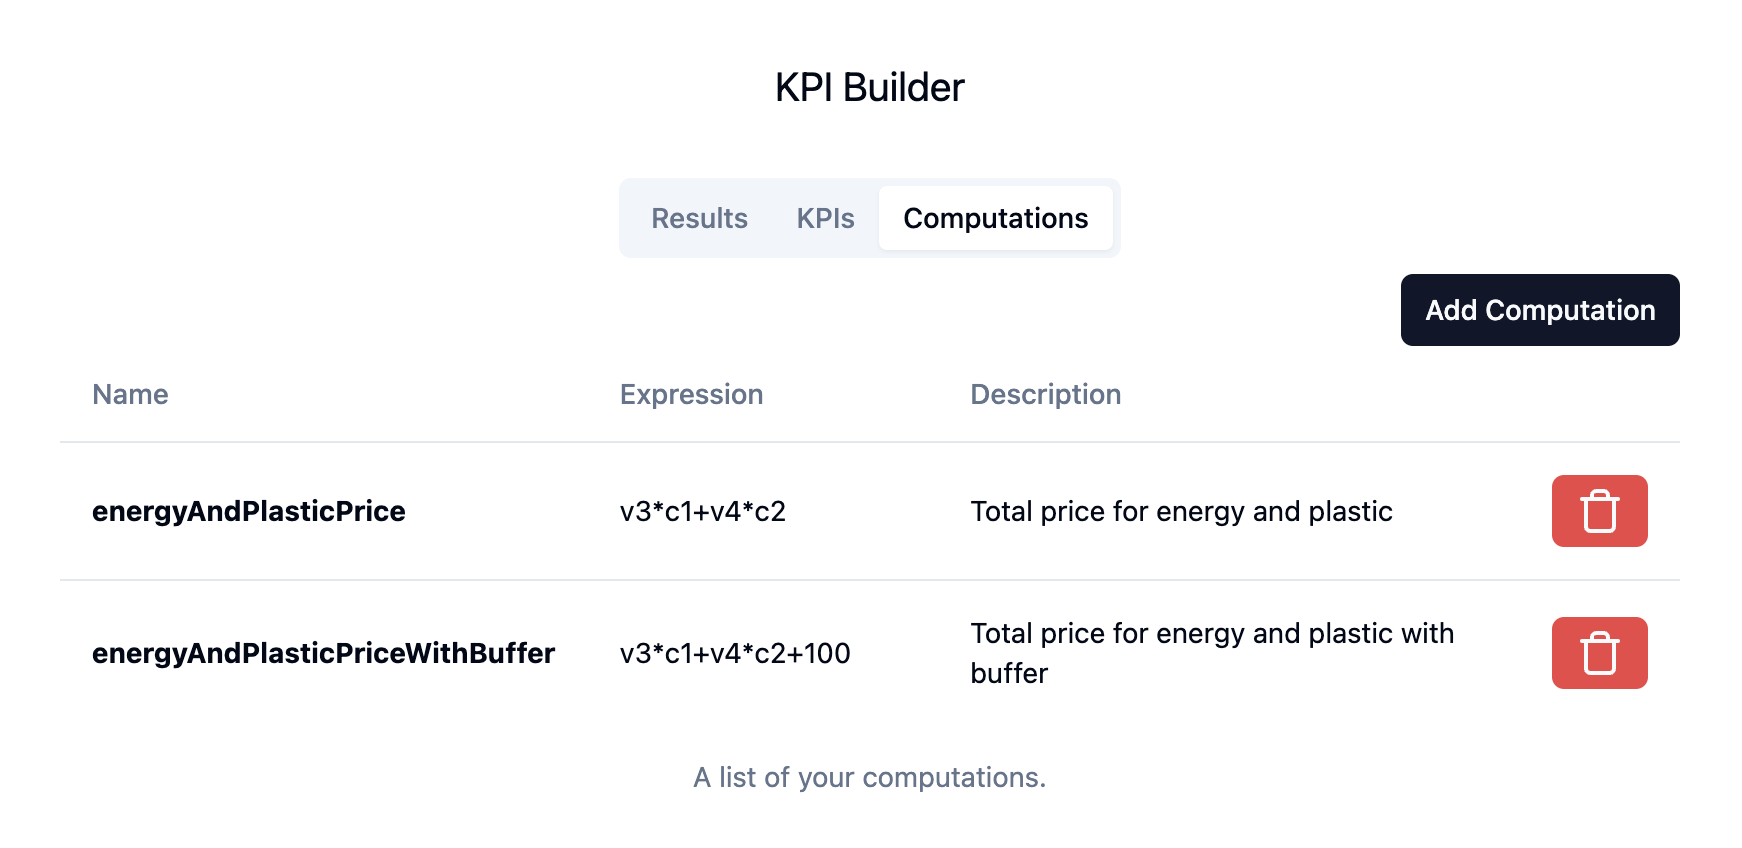 KPI Builder
Results KPIs Computations
Add Computation
Name Expression Description
energyAndPlasticPrice v3*c1+v4*c2 Total price for energy and plastic
energyAndPlasticPriceWithBuffer v3*c1+v4*c2+100 Total price for energy and plastic with
buffer
A list of your computations.